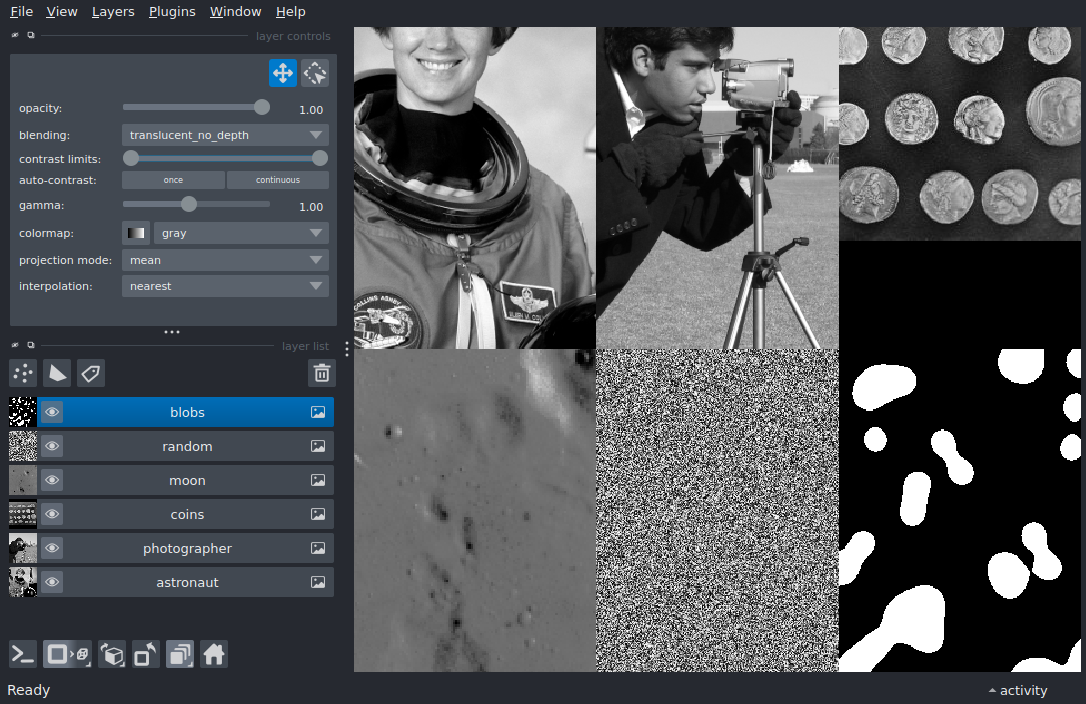 File View Layers Plugins Window Help
layer controls
opacity: 1.00
blending: translucent_no_depth
contrast limits:
auto-contrast: once continuous
gamma: 1.00
colormap: gray
projection mode: mean
interpolation: nearest
layer list
blobs
random
moon
coins
photographer
astronaut
Ready
activity